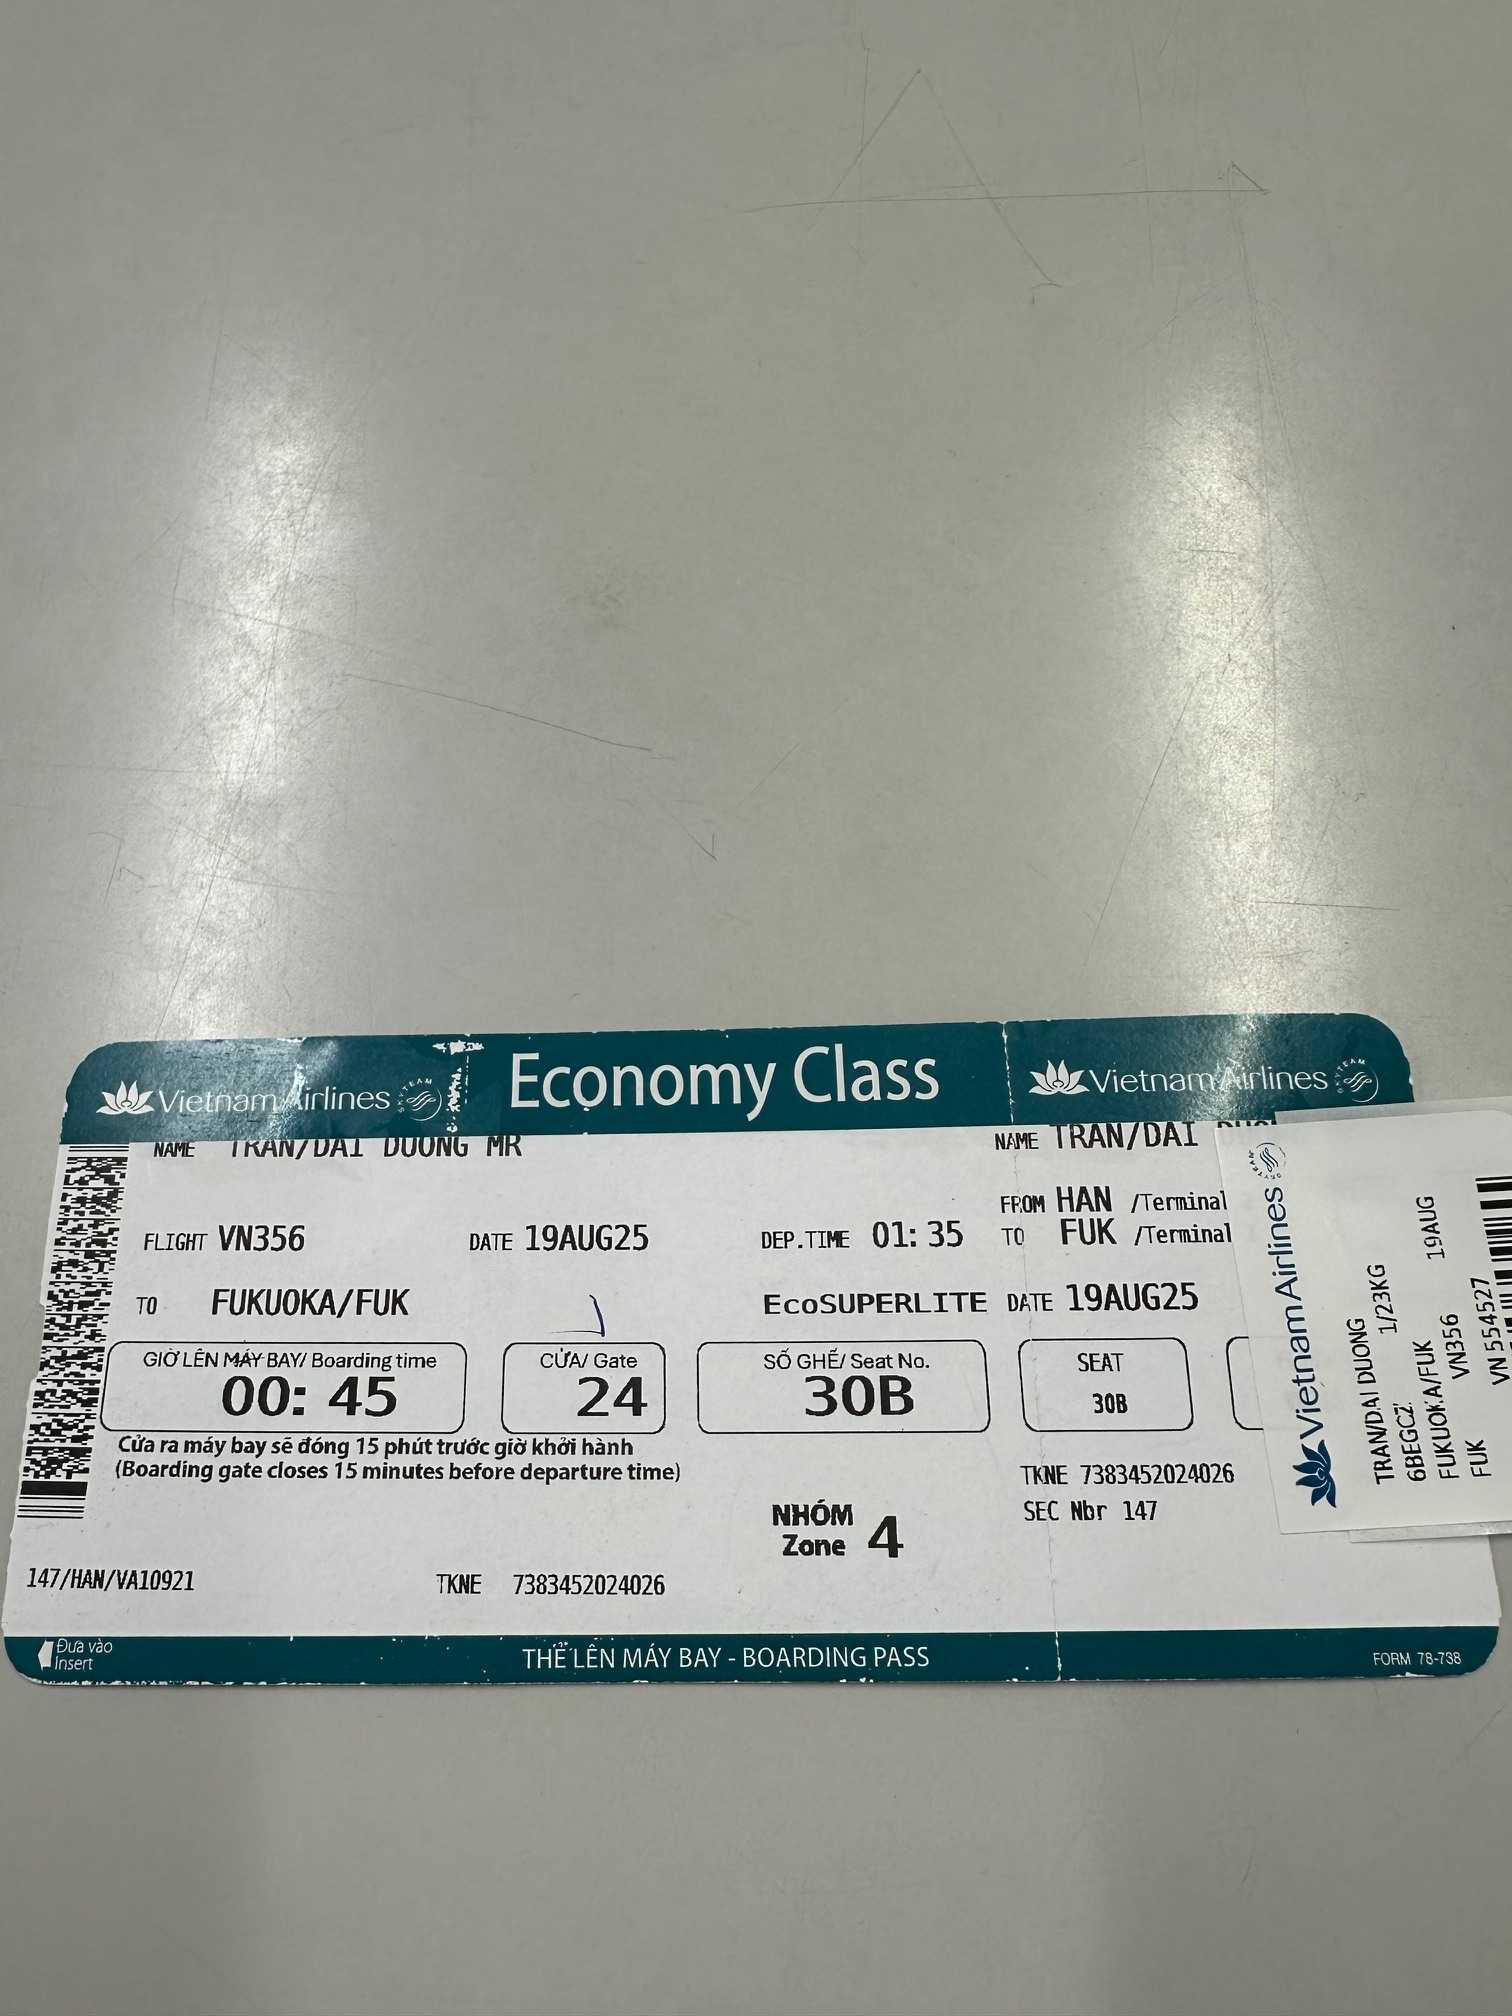 Vietnam Airlines SKYTEAM
Economy Class
Vietnam Airlines SKYTEAM
NAME TRAN/DAI DUONG MR
NAME TRAN/DAI
FROM HAN /Terminal
FLIGHT VN356 DATE 19AUG25 DEP.TIME 01:35
TO FUK /Terminal
TO FUKUOKA/FUK
EcoSUPERLITE
DATE 19AUG25
GIỜ LÊN MÁY BAY/ Boarding time
00:45
CỬA/ Gate
24
SỐ GHẾ/ Seat No.
30B
SEAT
30B
Cửa ra máy bay sẽ đóng 15 phút trước giờ khởi hành
(Boarding gate closes 15 minutes before departure time)
TKNE 7383452024026
SEC Nbr 147
NHÓM
Zone 4
147/HAN/VA10921
TKNE 7383452024026
Đưa vào
Insert
THẺ LÊN MÁY BAY - BOARDING PASS
FORM 78-738
Vietnam Airlines SKYTEAM
TRAN/DAI DUONG
6BEGCZ 1/23KG
FUKUOKA/FUK
VN356 19AUG
FUK
VN 554527